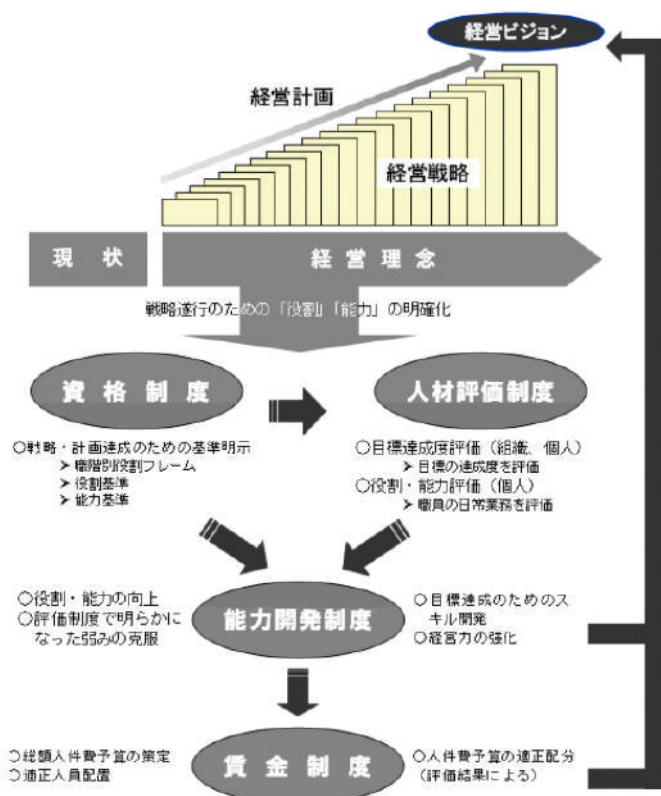 経営ビジョン
経営計画
経営戦略
現 状
経 営 理 念
戦略遂行のための「役割」「能力」の明確化
資 格 制 度
人材評価制度
○戦略・計画達成のための基準明示
➤ 職階別役割フレーム
➤ 役割基準
➤ 能力基準
○目標達成度評価（組織、個人）
➤ 目標の達成度を評価
○役割・能力評価（個人）
➤ 職員の日常業務を評価
○役割・能力の向上
○評価制度で明らかに
なった弱みの克服
能力開発制度
○目標達成のためのス
キル開発
○経営力の強化
○総額人件費予算の策定
○適正人員配置
賃 金 制 度
○人件費予算の適正配分
（評価結果による）